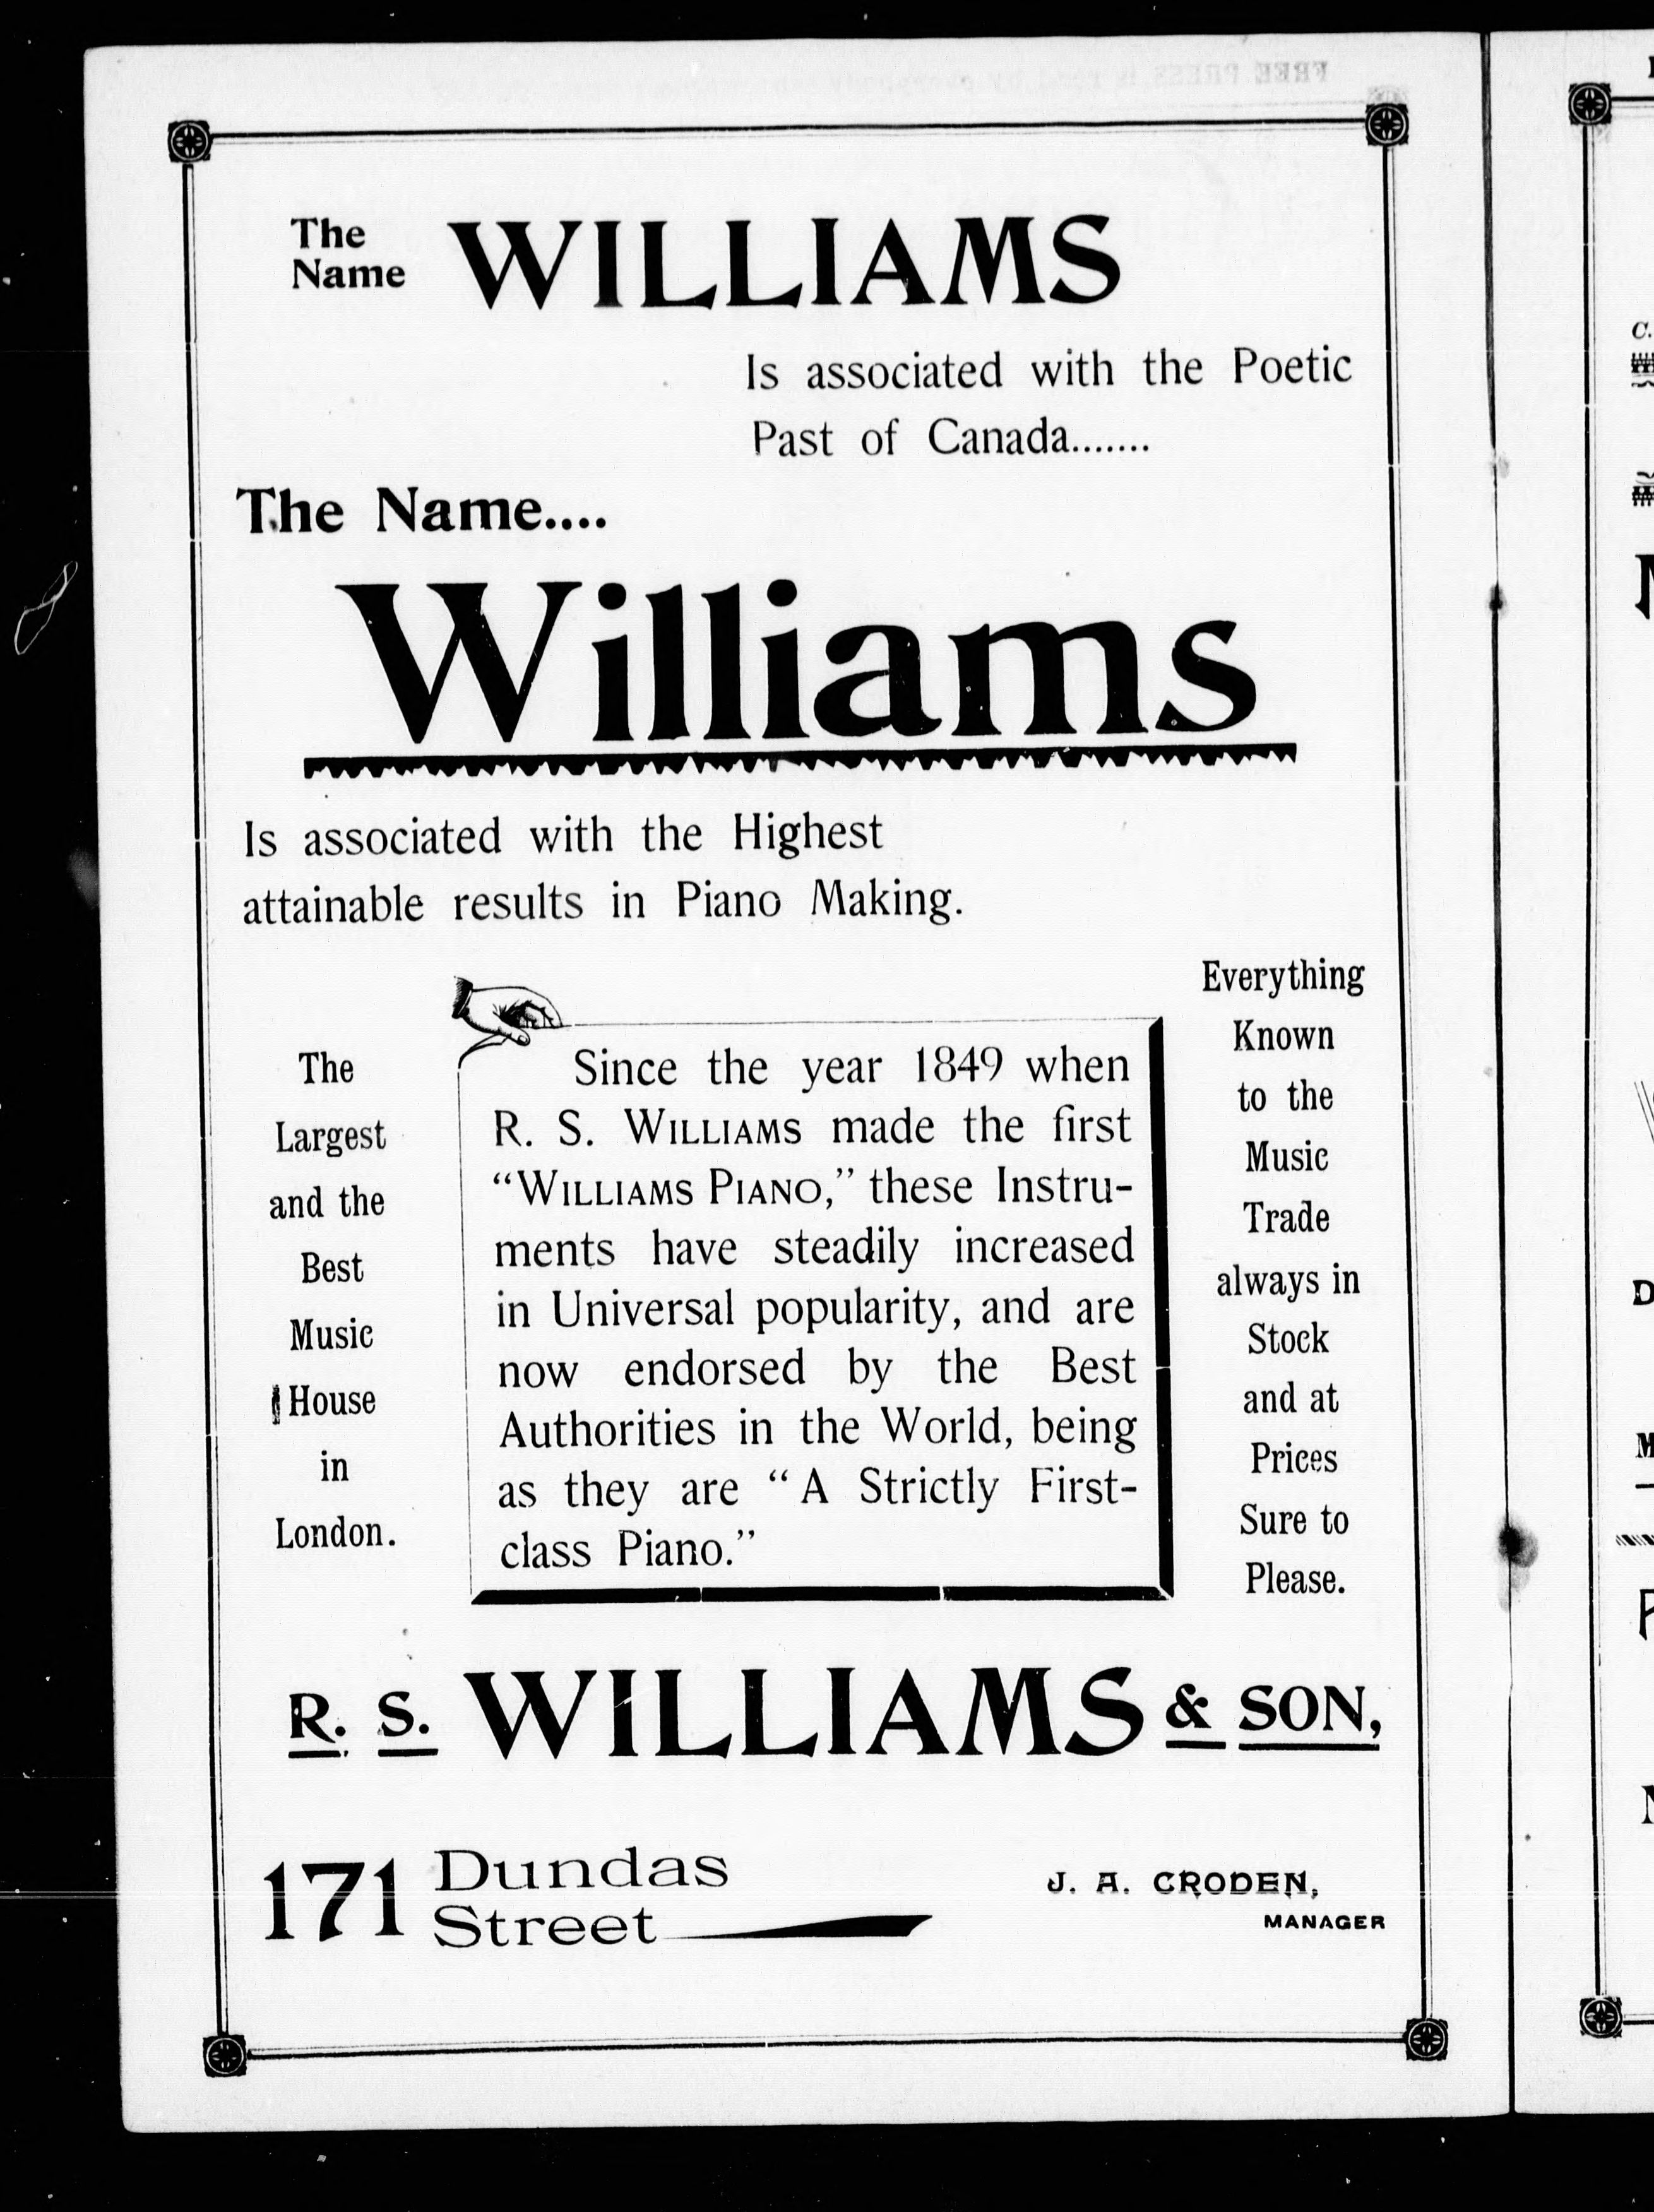 The
Name
WILLIAMS
Is associated with the Poetic
Past of Canada.......
The Name....
Williams
Is associated with the Highest
attainable results in Piano Making.
The
Largest
and the
Best
Music
House
in
London.
Since the year 1849 when
R. S. WILLIAMS made the first
“WILLIAMS PIANO,” these Instru-
ments have steadily increased
in Universal popularity, and are
now endorsed by the Best
Authorities in the World, being
as they are “A Strictly First-
class Piano.”
Everything
Known
to the
Music
Trade
always in
Stock
and at
Prices
Sure to
Please.
R. S. WILLIAMS & SON,
171 Dundas
Street
J. A. CRODEN,
MANAGER